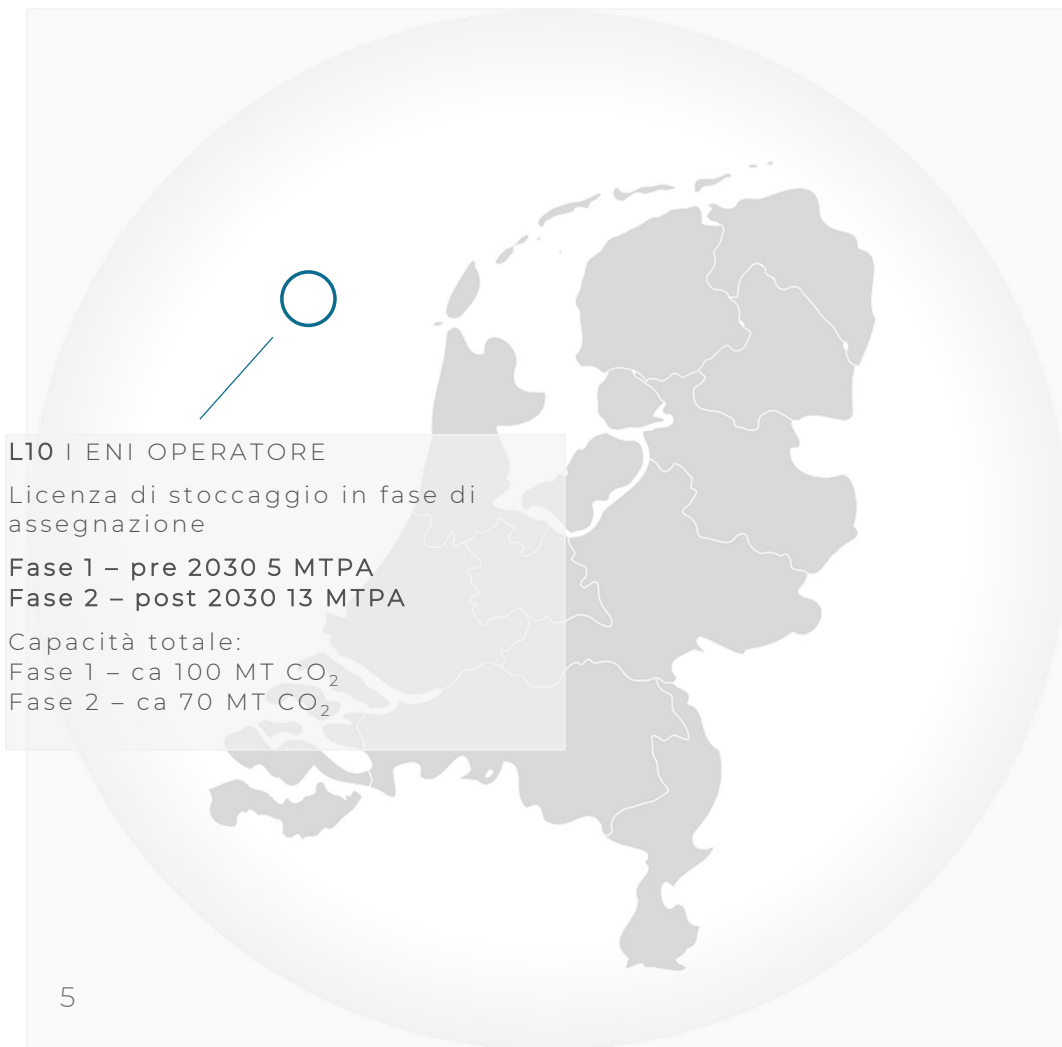 L10 I ENI OPERATORE
Licenza di stoccaggio in fase di
assegnazione
Fase 1 – pre 2030 5 MTPA
Fase 2 – post 2030 13 MTPA
Capacità totale:
Fase 1 – ca 100 MT CO₂
Fase 2 – ca 70 MT CO₂
5